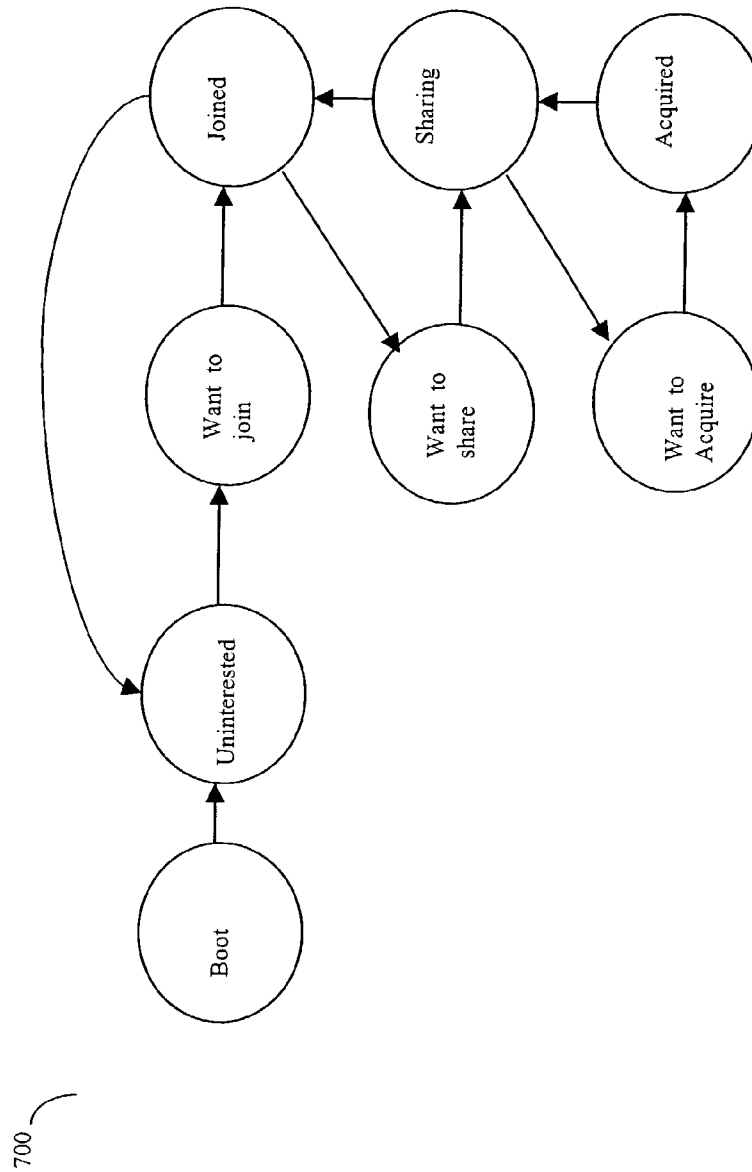 700
Boot
Uninterested
Want to
join
Joined
Want to
share
Sharing
Want to
Acquire
Acquired